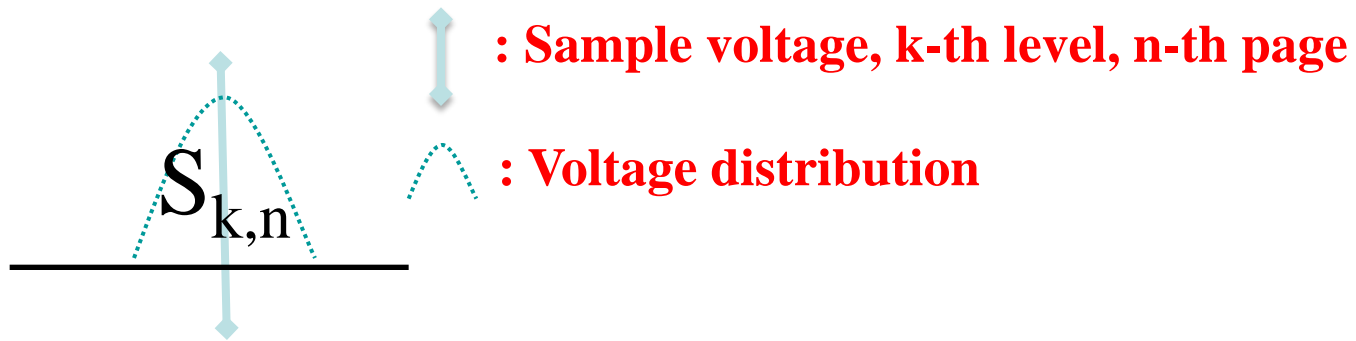 : Sample voltage, k-th level, n-th page
: Voltage distribution
S_{k,n}